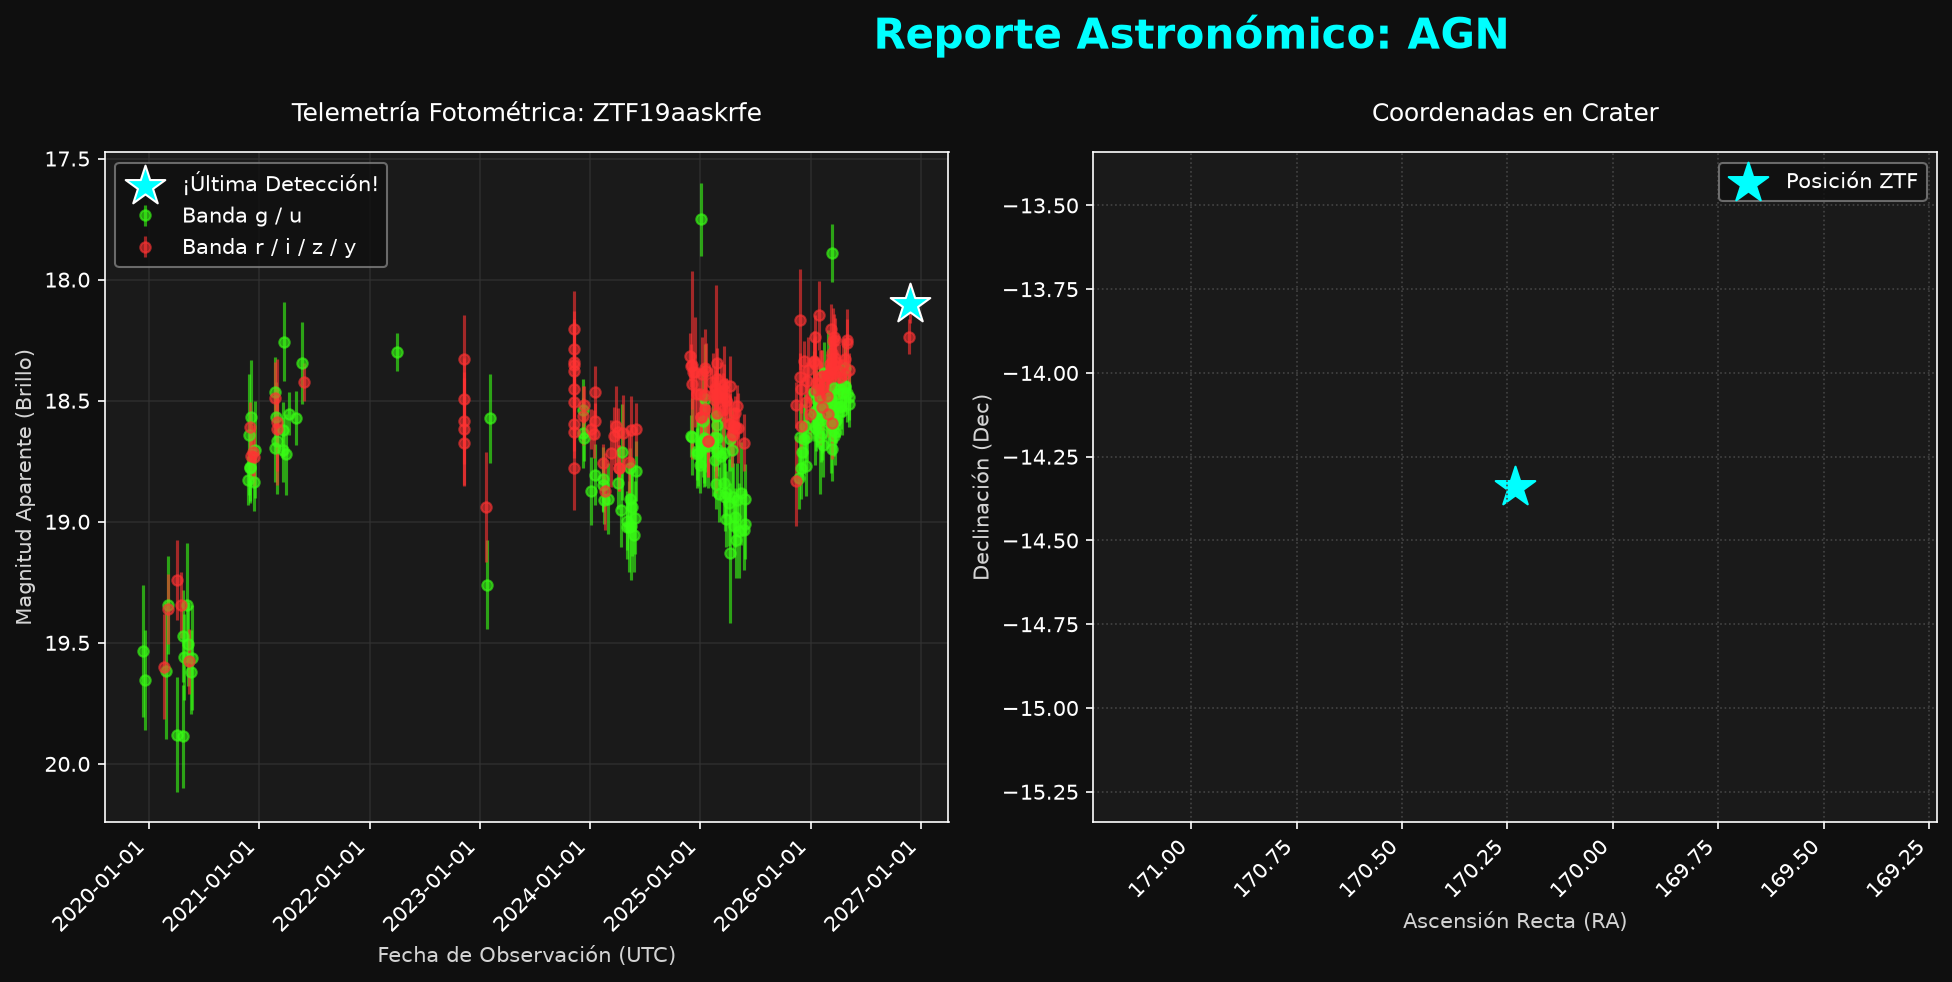 Reporte Astronómico: AGN
Telemetría Fotométrica: ZTF19aaskrfe
¡Última Detección!
Banda g / u
Banda r / i / z / y
Magnitud Aparente (Brillo)
17.5
18.0
18.5
19.0
19.5
20.0
2020-01-01
2021-01-01
2022-01-01
2023-01-01
2024-01-01
2025-01-01
2026-01-01
2027-01-01
Fecha de Observación (UTC)
Coordenadas en Crater
Posición ZTF
Declinación (Dec)
−13.50
−13.75
−14.00
−14.25
−14.50
−14.75
−15.00
−15.25
171.00
170.75
170.50
170.25
170.00
169.75
169.50
169.25
Ascensión Recta (RA)